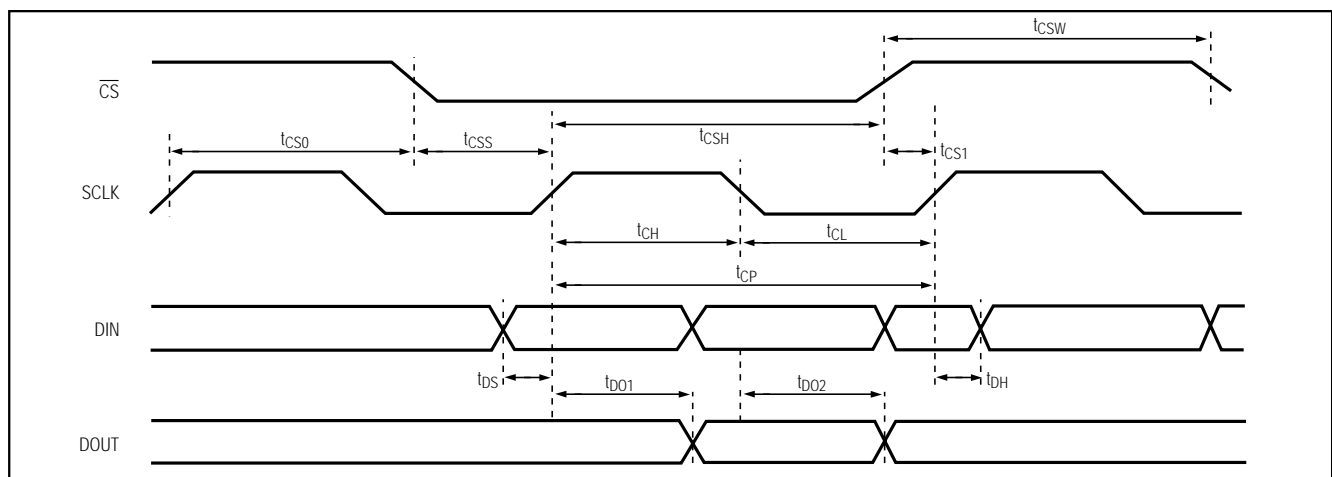 tCSW
CS
tCSH
tCS0
tCSS
tCS1
SCLK
tCH
tCL
tCP
DIN
tDS
tDO1
tDO2
tDH
DOUT